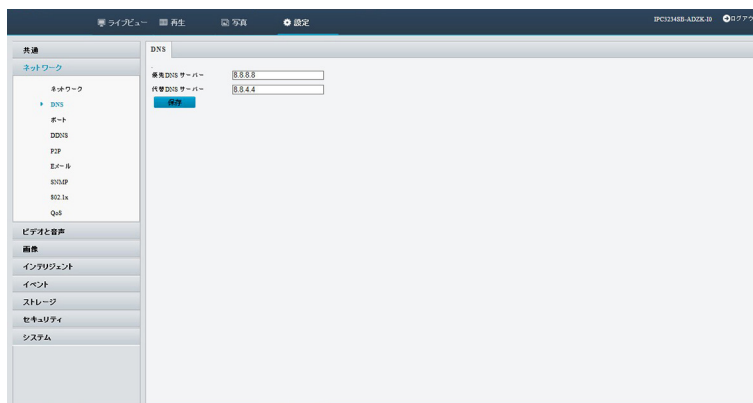 ライブビュー 再生 写真 設定 IPC3234SB-ADZK-I0
共通
DNS
ネットワーク
優先DNSサーバー 8.8.8.8
代替DNSサーバー 8.8.4.4
保存
ネットワーク
DNS
ポート
DDNS
P2P
Eメール
SNMP
802.1x
QoS
ビデオと音声
画像
インテリジェント
イベント
ストレージ
セキュリティ
システム